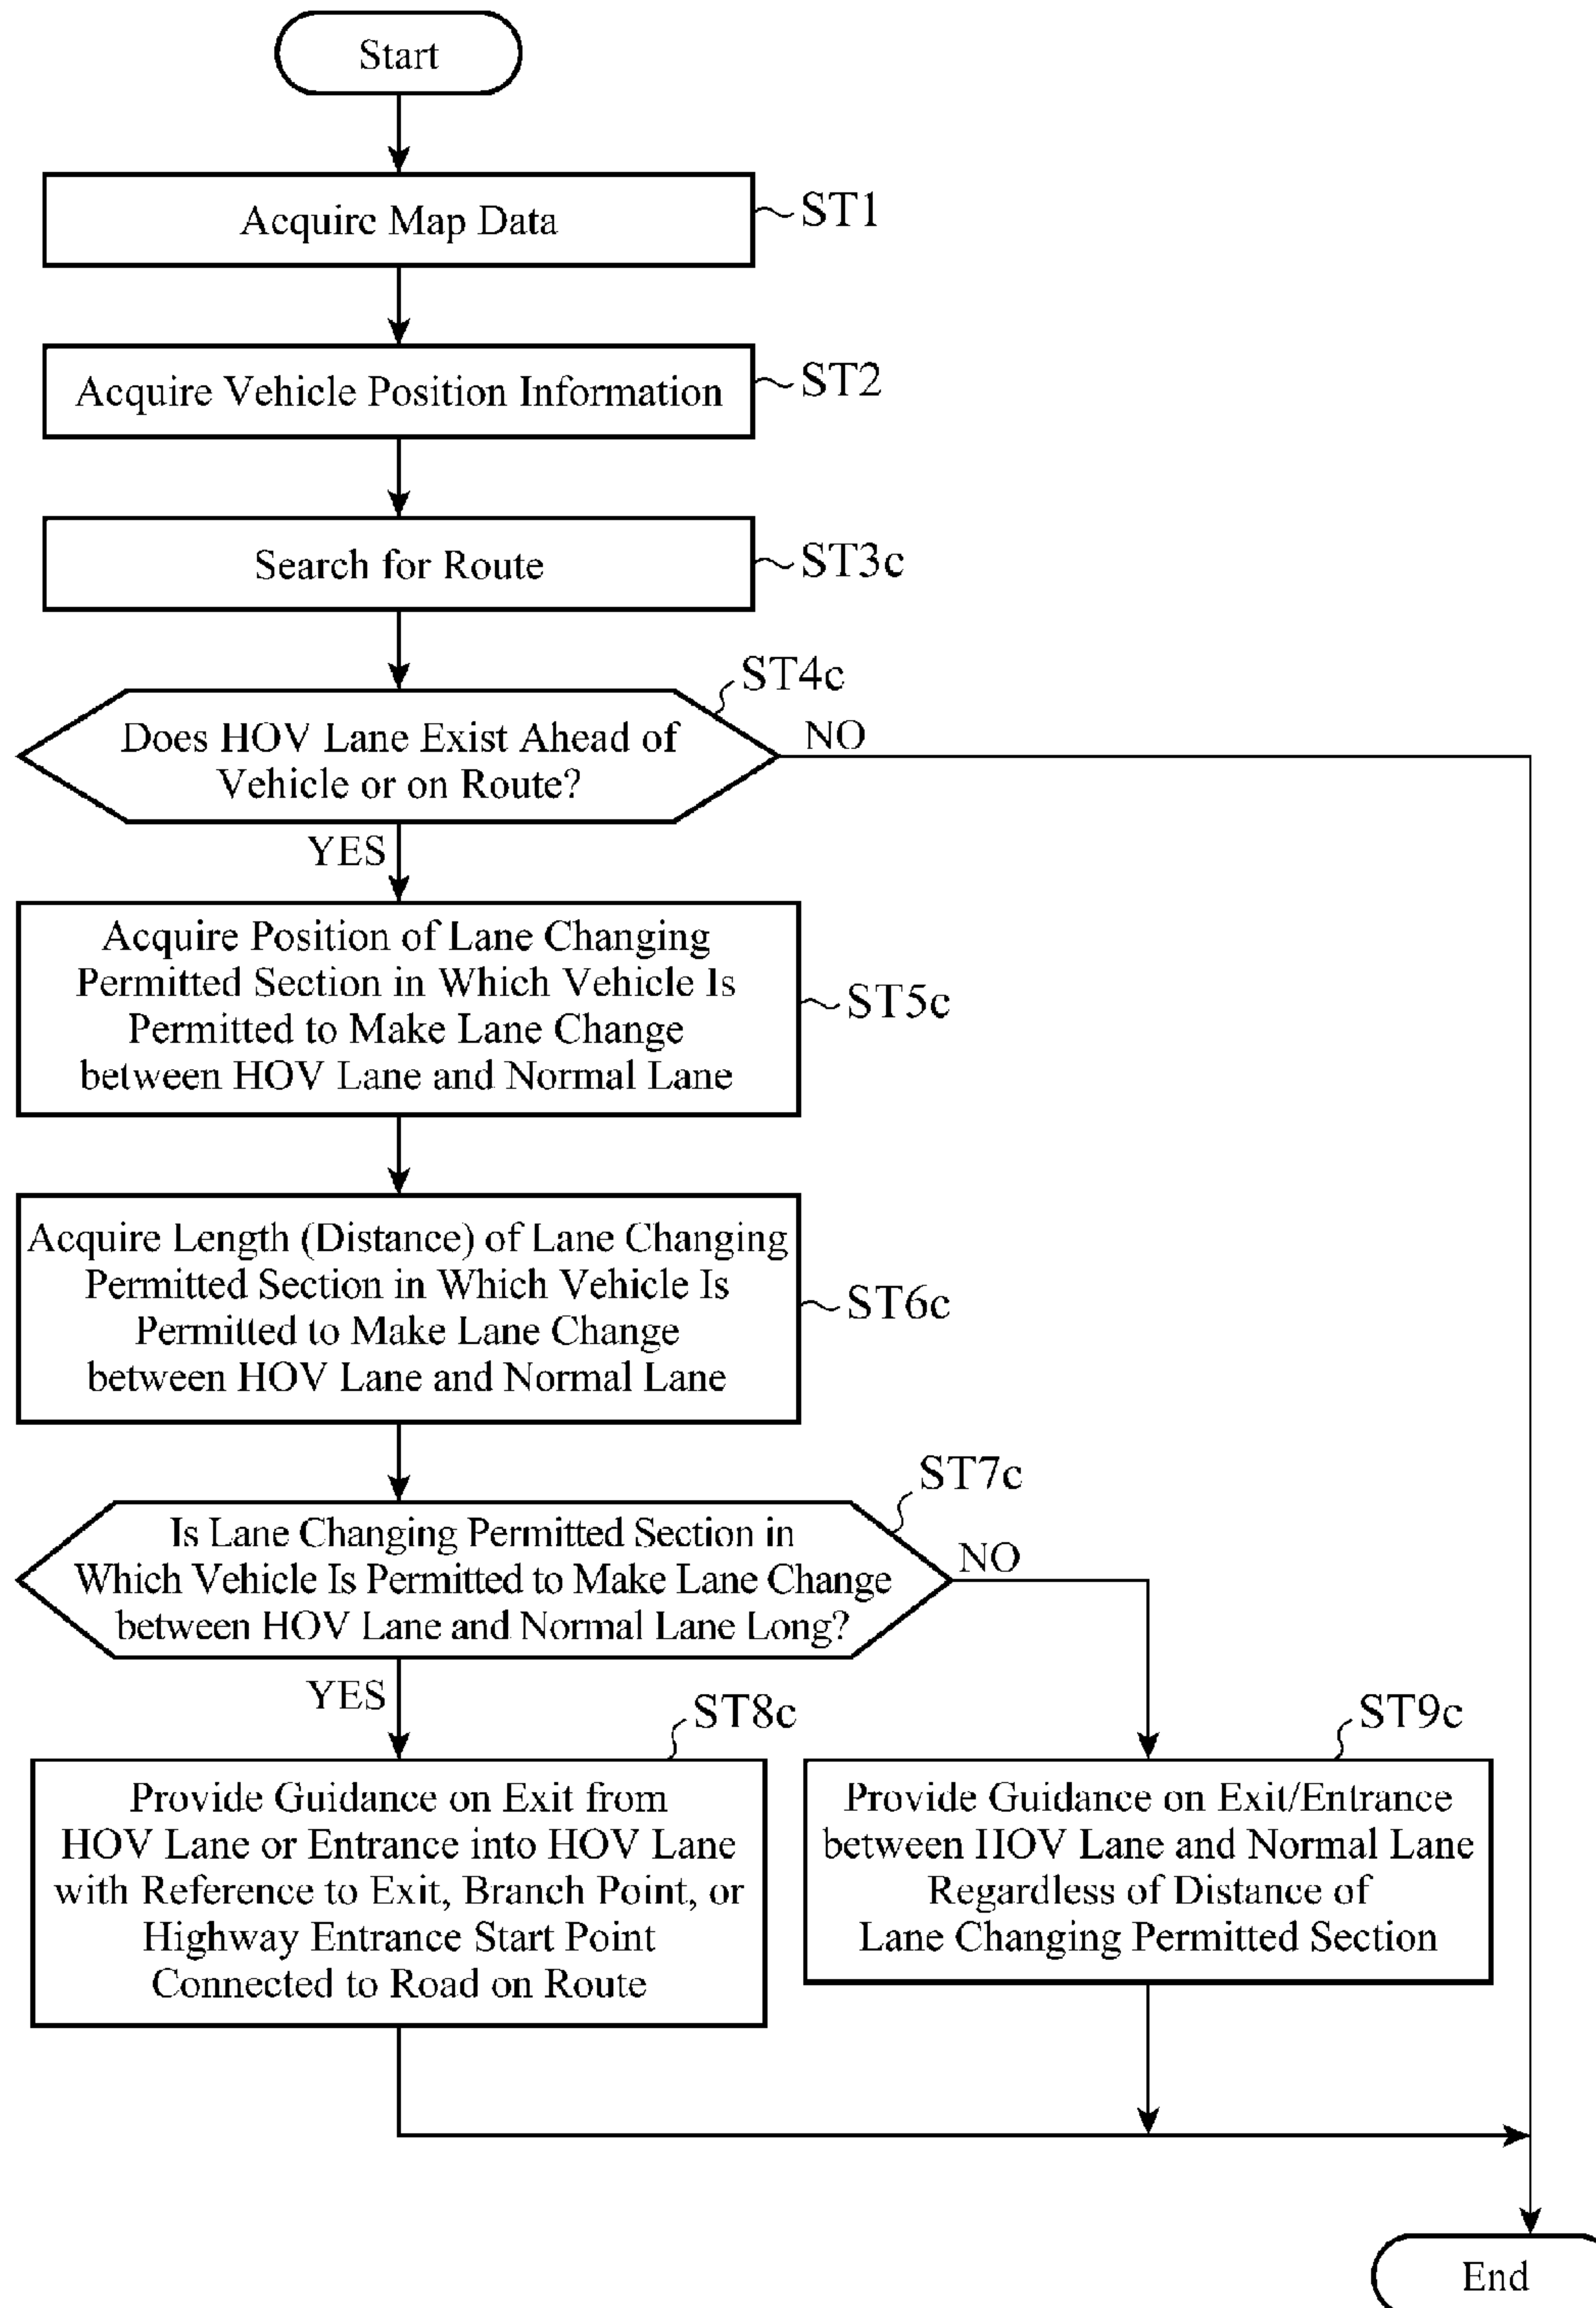 Start
Acquire Map Data
ST1
Acquire Vehicle Position Information
ST2
Search for Route
ST3c
ST4c
Does HOV Lane Exist Ahead of
Vehicle or on Route?
NO
YES
Acquire Position of Lane Changing
Permitted Section in Which Vehicle Is
Permitted to Make Lane Change
between HOV Lane and Normal Lane
ST5c
Acquire Length (Distance) of Lane Changing
Permitted Section in Which Vehicle Is
Permitted to Make Lane Change
between HOV Lane and Normal Lane
ST6c
ST7c
Is Lane Changing Permitted Section in
Which Vehicle Is Permitted to Make Lane Change
between HOV Lane and Normal Lane Long?
NO
YES
ST8c
Provide Guidance on Exit from
HOV Lane or Entrance into HOV Lane
with Reference to Exit, Branch Point, or
Highway Entrance Start Point
Connected to Road on Route
ST9c
Provide Guidance on Exit/Entrance
between HOV Lane and Normal Lane
Regardless of Distance of
Lane Changing Permitted Section
End